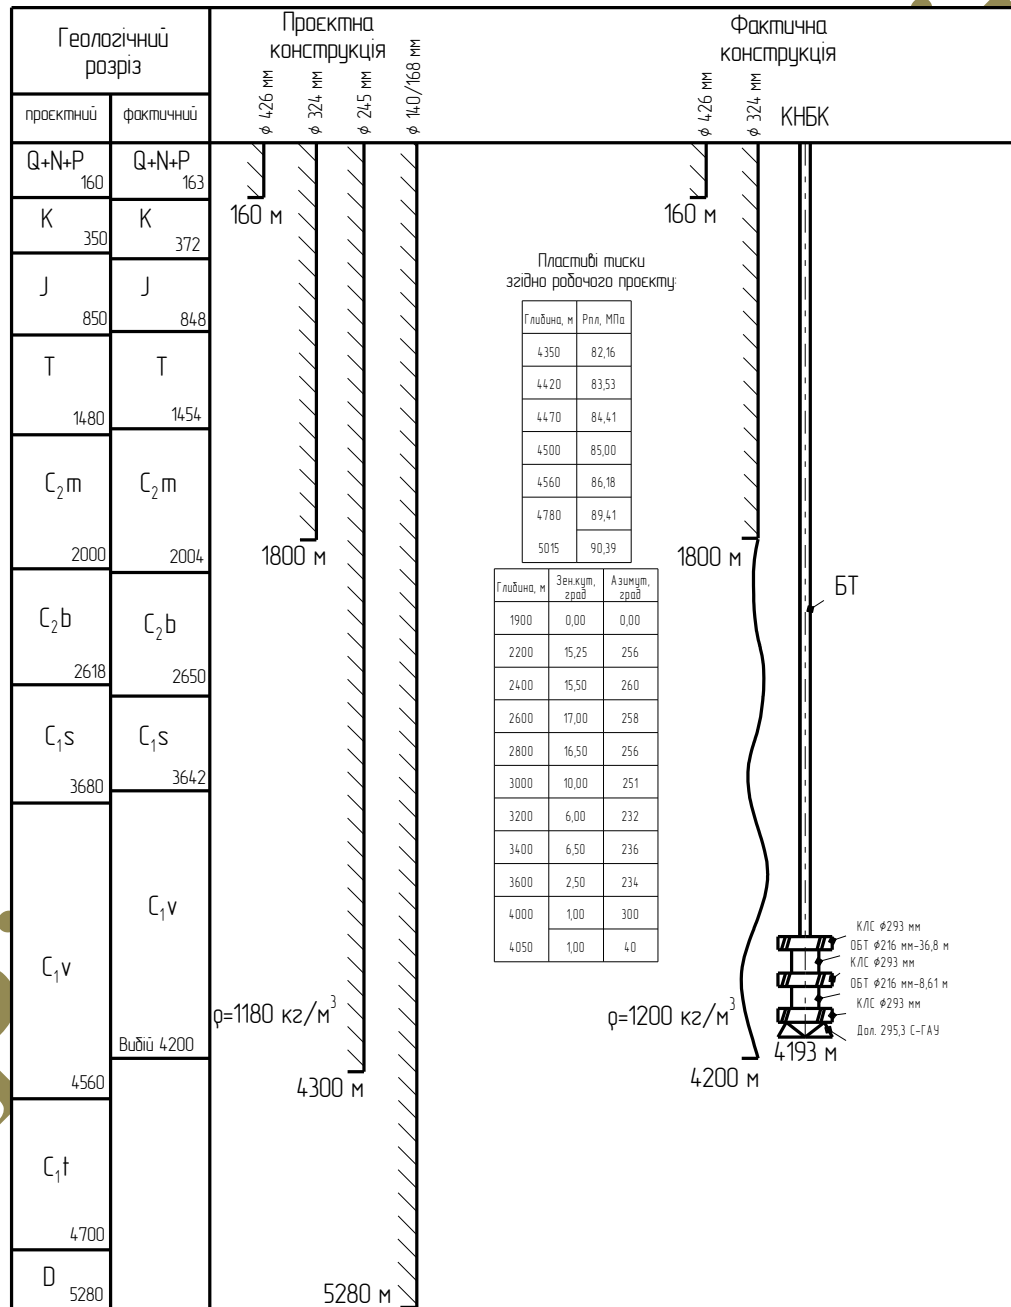 Геологічний
розріз
проєктний
фактичний
Проєктна
конструкція
ϕ 426 мм
ϕ 324 мм
ϕ 245 мм
ϕ 140/168 мм
Фактична
конструкція
ϕ 426 мм
ϕ 324 мм
КНБК
Q+N+P
160
Q+N+P
163
K
350
K
372
J
850
J
848
T
1480
T
1454
C₂m
2000
C₂m
2004
C₂b
2618
C₂b
2650
C₁s
3680
C₁s
3642
C₁v
4560
C₁v
Вибій 4200
C₁t
4700
D
5280
160 м
1800 м
ρ=1180 кг/м³
4300 м
5280 м
Пластиві тиски
згідно робочого проекту:
Глибина, м Рпл, МПа
4350 82,16
4420 83,53
4470 84,41
4500 85,00
4560 86,18
4780 89,41
5015 90,39
Глибина, м Зен.кут, град Азимут, град
1900 0,00 0,00
2200 15,25 256
2400 15,50 260
2600 17,00 258
2800 16,50 256
3000 10,00 251
3200 6,00 232
3400 6,50 236
3600 2,50 234
4000 1,00 300
4050 1,00 40
160 м
1800 м
БТ
КЛС ϕ293 мм
ОБТ ϕ216 мм-36,8 м
КЛС ϕ293 мм
ОБТ ϕ216 мм-8,61 м
КЛС ϕ293 мм
Дол. 295,3 С-ГАУ
ρ=1200 кг/м³
4193 м
4200 м